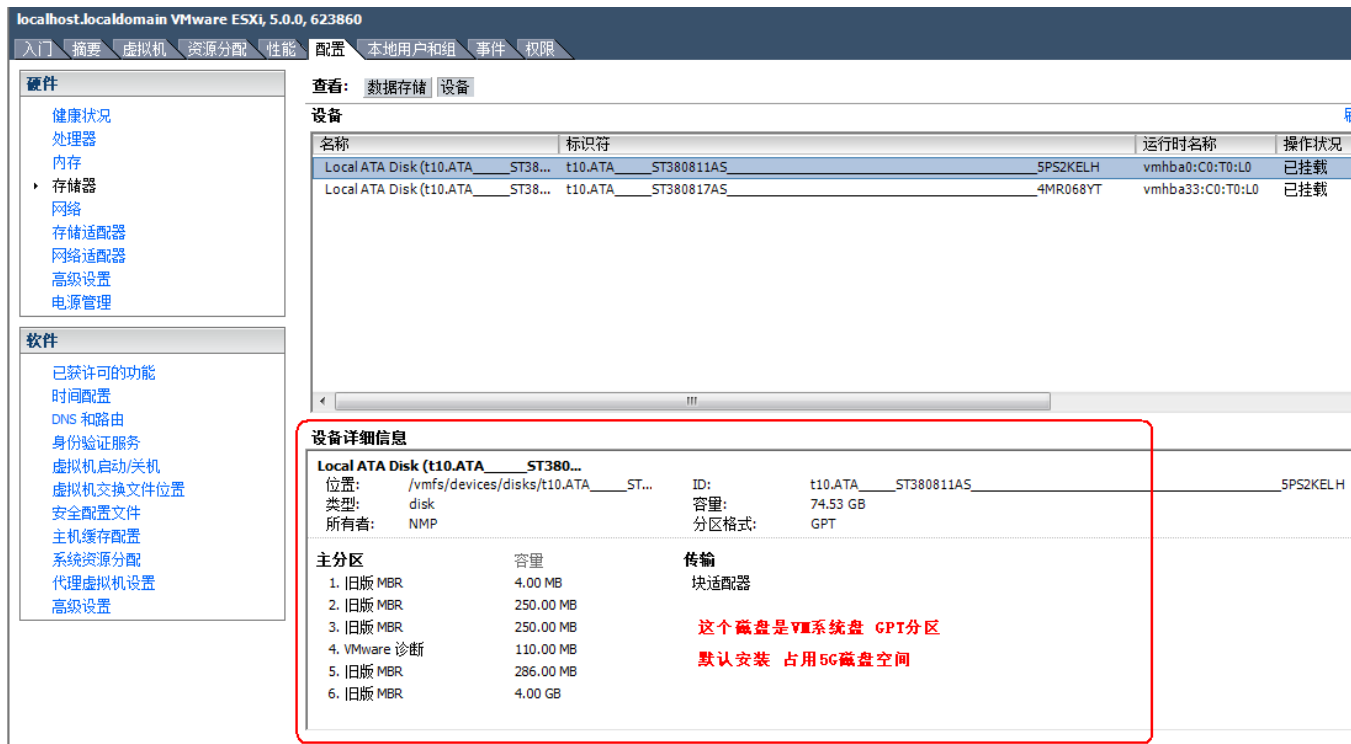 localhost.localdomain VMware ESXi, 5.0.0, 623860
入门 摘要 虚拟机 资源分配 性能 配置 本地用户和组 事件 权限
硬件
健康状况
处理器
内存
存储器
网络
存储适配器
网络适配器
高级设置
电源管理
软件
已获许可的功能
时间配置
DNS 和路由
身份验证服务
虚拟机启动/关机
虚拟机交换文件位置
安全配置文件
主机缓存配置
系统资源分配
代理虚拟机设置
高级设置
查看: 数据存储 设备
设备
名称 标识符 运行时名称 操作状况
Local ATA Disk (t10.ATA_____ST38... t10.ATA_____ST380811AS________________________________________5PS2KELH vmhba0:C0:T0:L0 已挂载
Local ATA Disk (t10.ATA_____ST38... t10.ATA_____ST380817AS________________________________________4MR068YT vmhba33:C0:T0:L0 已挂载
设备详细信息
Local ATA Disk (t10.ATA_____ST380...
位置: /vmfs/devices/disks/t10.ATA_____ST... ID: t10.ATA_____ST380811AS________________________________________5PS2KELH
类型: disk 容量: 74.53 GB
所有者: NMP 分区格式: GPT
主分区 容量 传输
1. 旧版 MBR 4.00 MB 块适配器
2. 旧版 MBR 250.00 MB
3. 旧版 MBR 250.00 MB 这个磁盘是VM系统盘 GPT分区
4. VMware 诊断 110.00 MB
默认安装 占用5G磁盘空间
5. 旧版 MBR 286.00 MB
6. 旧版 MBR 4.00 GB